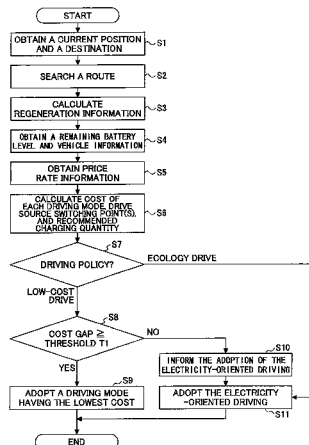 START
OBTAIN A CURRENT POSITION
AND A DESTINATION
S1
SEARCH A ROUTE
S2
CALCULATE
REGENERATION INFORMATION
S3
OBTAIN A REMAINING BATTERY
LEVEL AND VEHICLE INFORMATION
S4
OBTAIN PRICE
RATE INFORMATION
S5
CALCULATE COST OF
EACH DRIVING MODE, DRIVE
SOURCE SWITCHING POINT(S),
AND RECOMMENDED
CHARGING QUANTITY
S6
S7
DRIVING POLICY?
ECOLOGY DRIVE
LOW-COST
DRIVE
S8
COST GAP ≧
THRESHOLD T1
NO
YES
S10
INFORM THE ADOPTION OF THE
ELECTRICITY-ORIENTED DRIVING
S9
ADOPT A DRIVING MODE
HAVING THE LOWEST COST
ADOPT THE ELECTRICITY
-ORIENTED DRIVING
S11
END